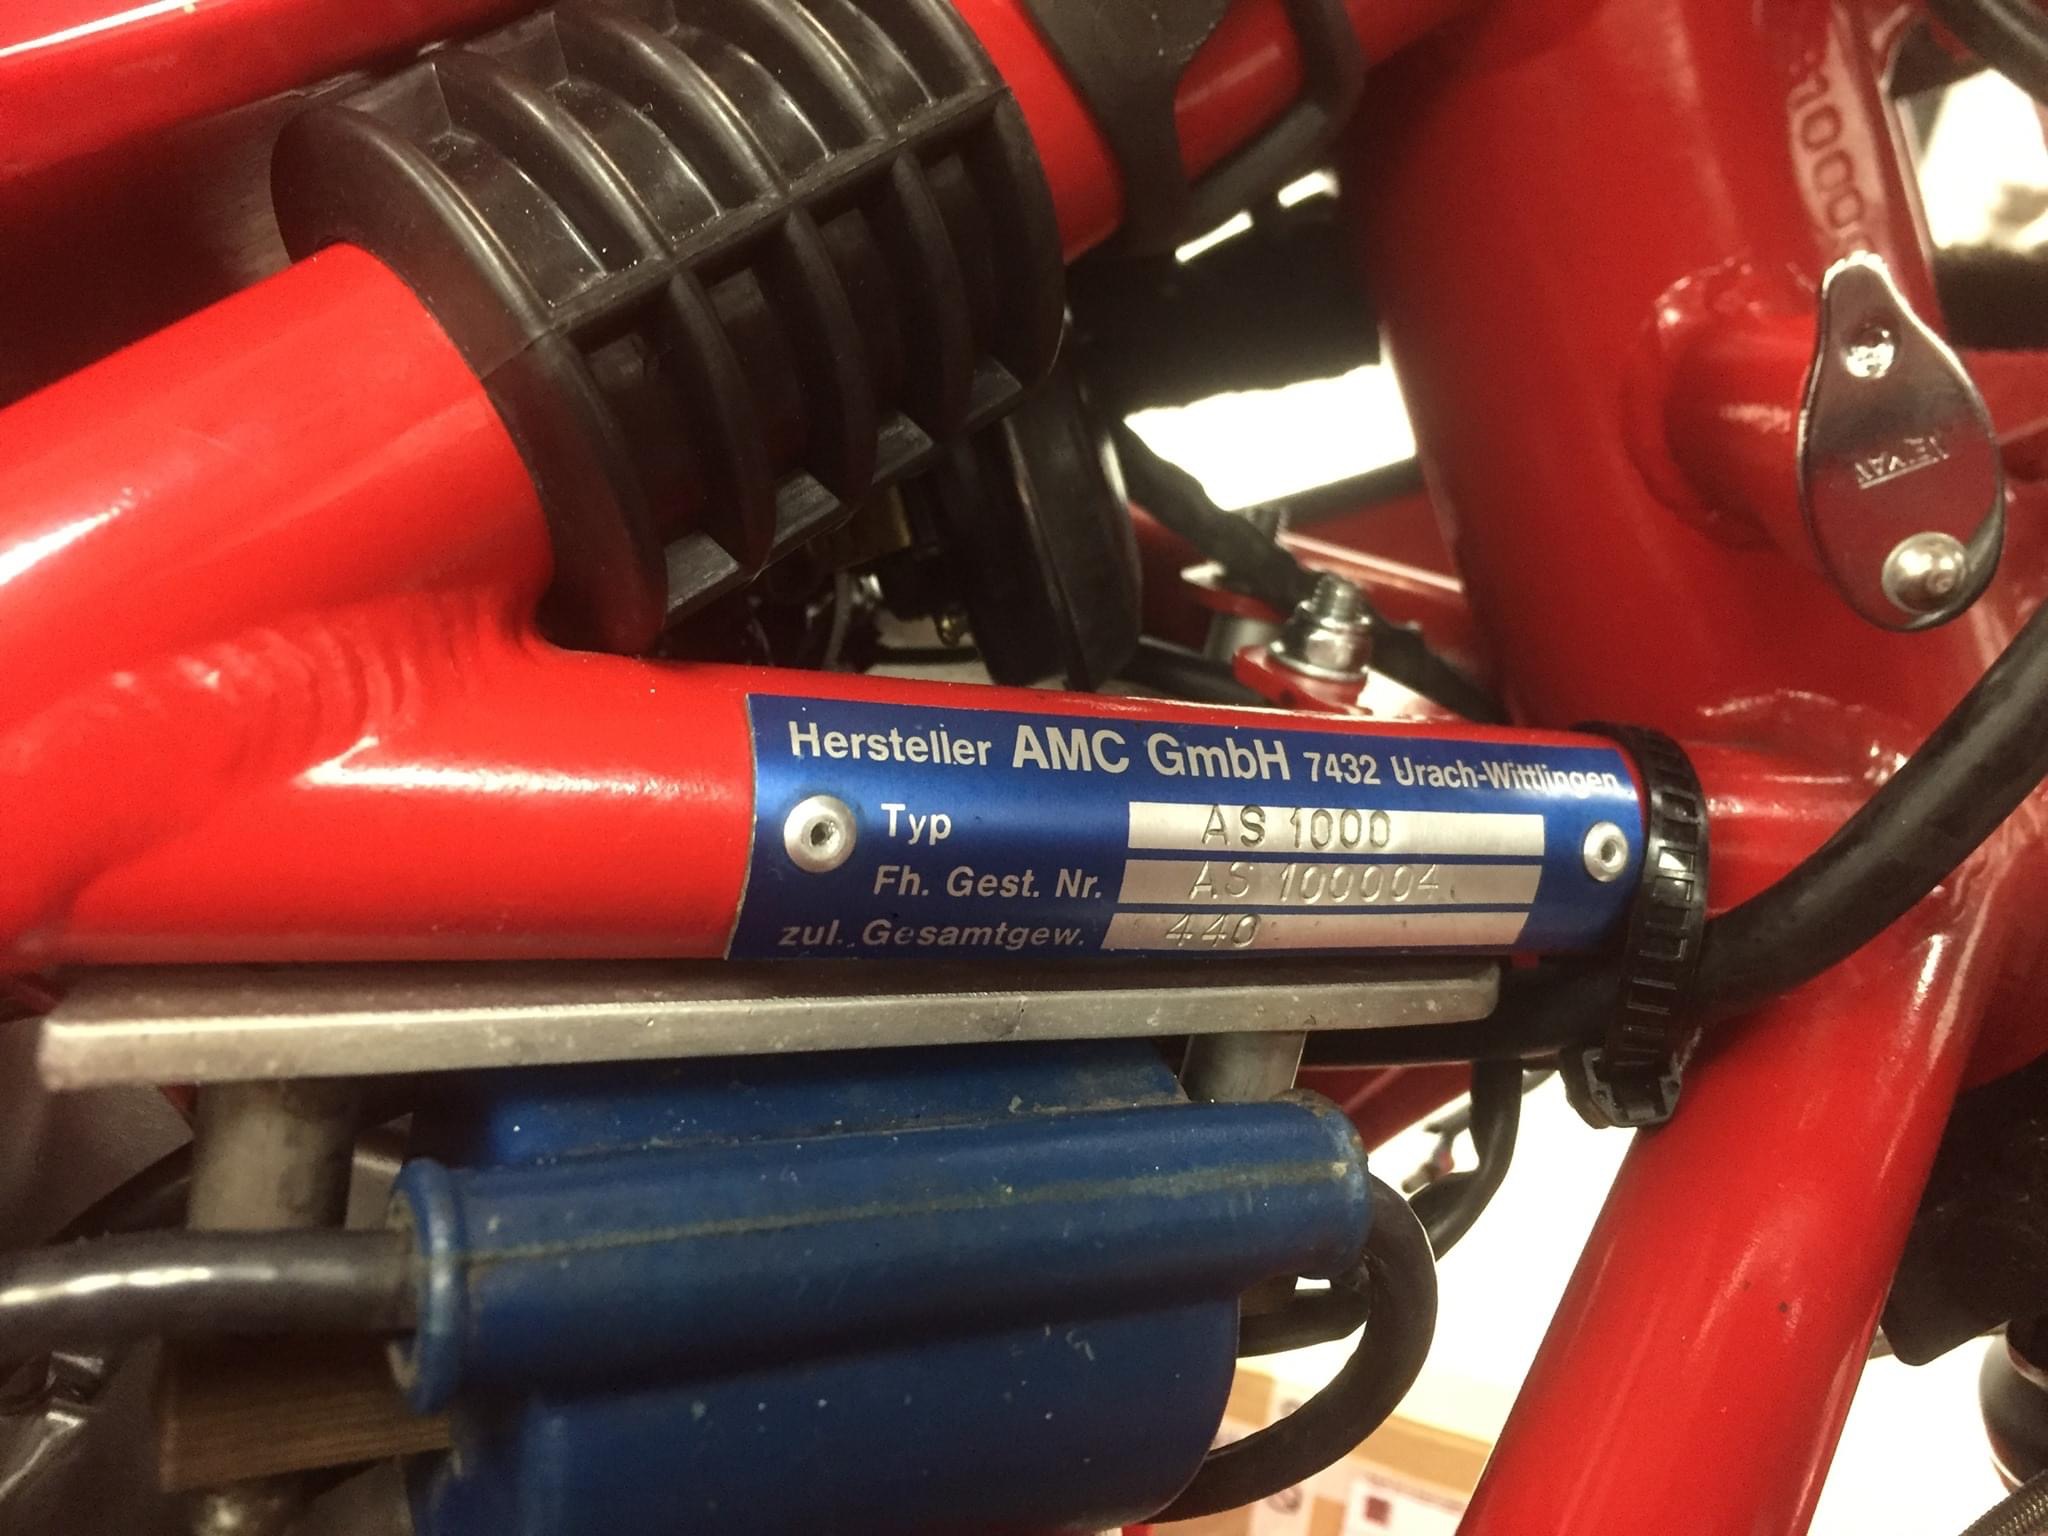 Hersteller AMC GmbH 7432 Urach-Wittlingen
Typ AS 1000
Fh. Gest. Nr. AS 100004
zul. Gesamtgew. 440